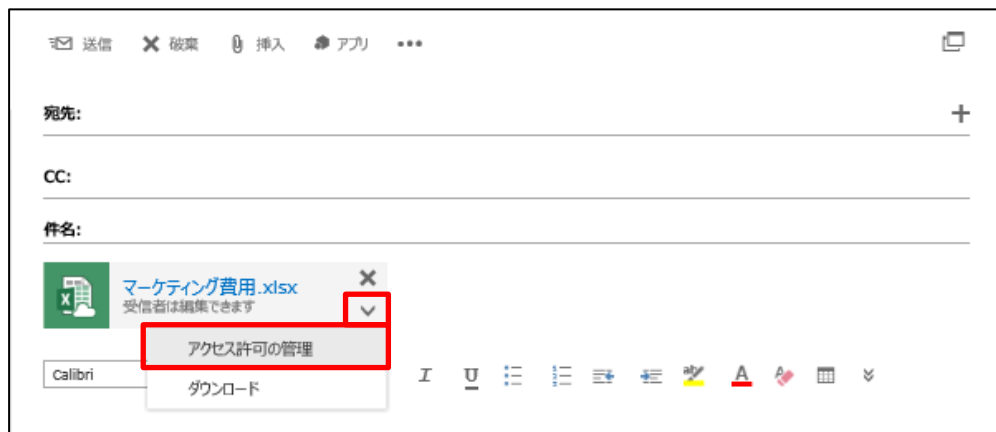 送信 破棄 挿入 アプリ •••
宛先:
CC:
件名:
マーケティング費用.xlsx
受信者は編集できます
アクセス許可の管理
Calibri
I U aby A
ダウンロード